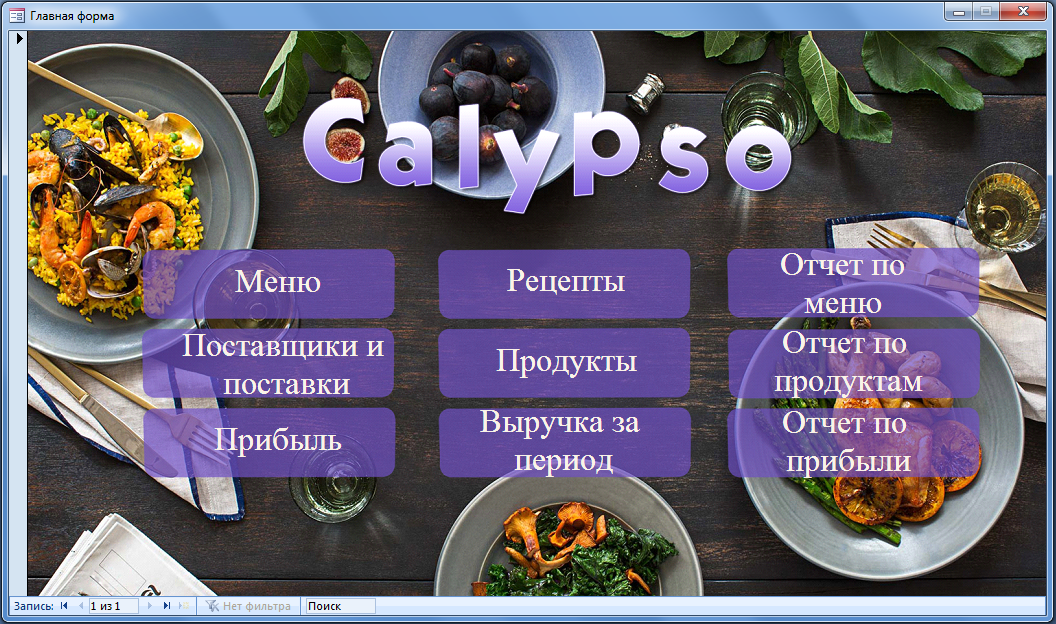 Главная форма
Calypso
Меню
Рецепты
Отчет по
меню
Поставщики и
поставки
Продукты
Отчет по
продуктам
Прибыль
Выручка за
период
Отчет по
прибыли
Запись: 1 из 1 Нет фильтра Поиск